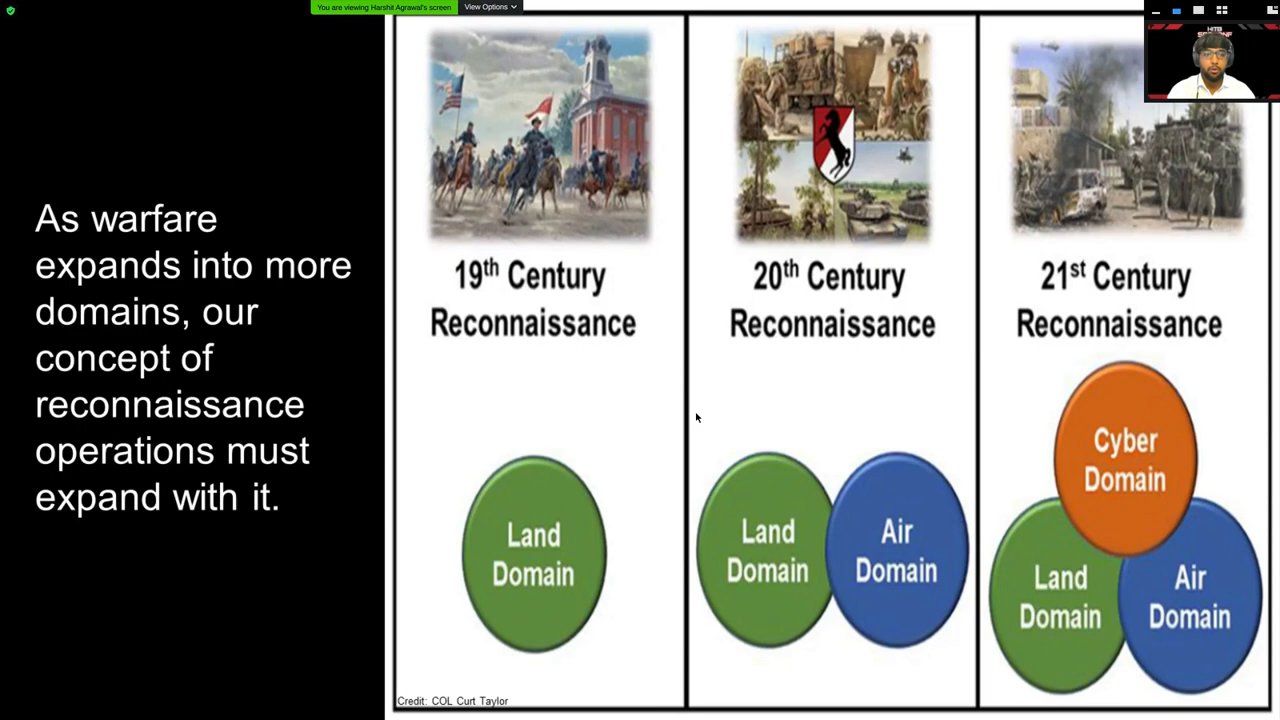 You are viewing Harshit Agrawal's screen
View Options
As warfare
expands into more
domains, our
concept of
reconnaissance
operations must
expand with it.
19th Century
Reconnaissance
Land
Domain
20th Century
Reconnaissance
Land
Domain
Air
Domain
21st Century
Reconnaissance
Cyber
Domain
Land
Domain
Air
Domain
Credit: COL Curt Taylor